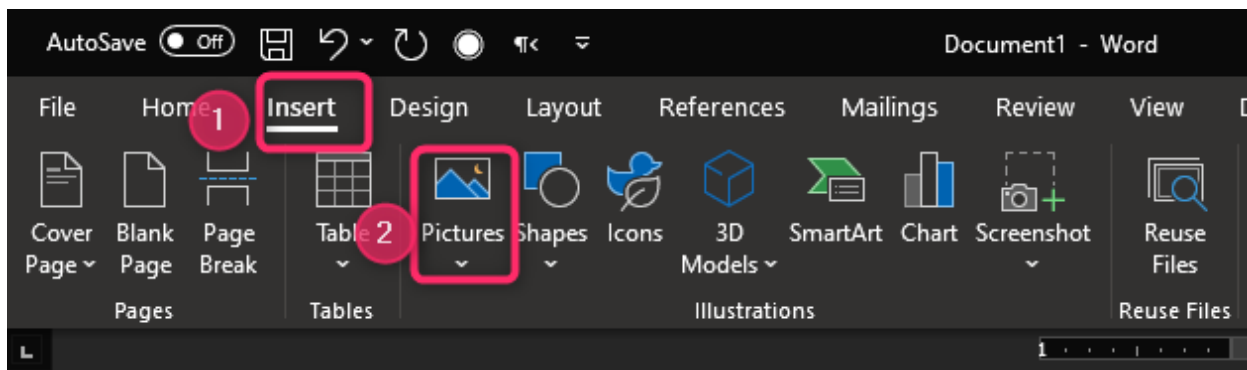 AutoSave Off Document1 - Word
File Home Insert Design Layout References Mailings Review View
1
Cover Blank Page Table 2 Pictures Shapes Icons 3D SmartArt Chart Screenshot Reuse
Page Page Break Models Files
Pages Tables Illustrations Reuse Files
1